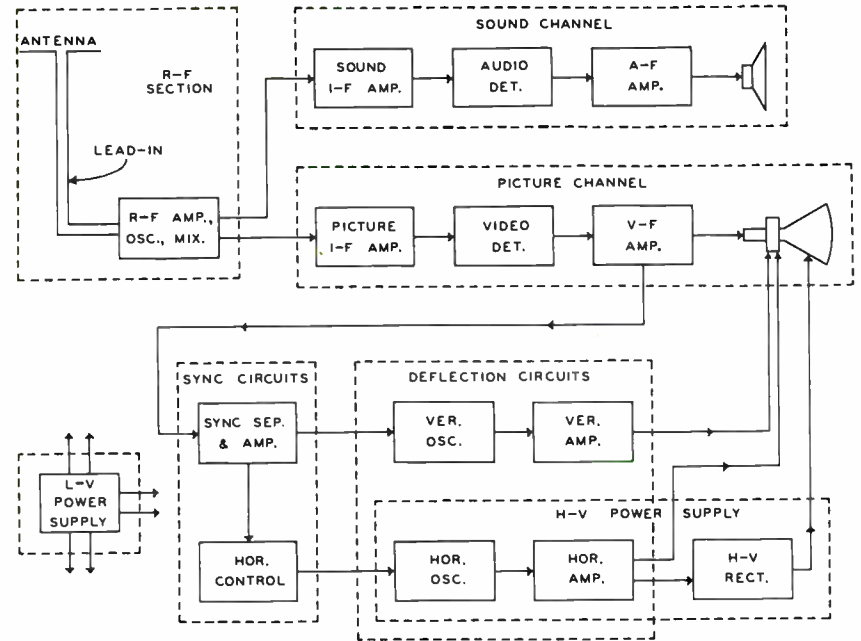 SOUND CHANNEL
ANTENNA
R-F
SECTION
SOUND
I-F AMP.
AUDIO
DET.
A-F
AMP.
LEAD-IN
PICTURE CHANNEL
R-F AMP.,
OSC., MIX.
PICTURE
I-F AMP.
VIDEO
DET.
V-F
AMP.
SYNC CIRCUITS
DEFLECTION CIRCUITS
SYNC SEP.
& AMP.
VER.
OSC.
VER.
AMP.
L-V
POWER
SUPPLY
H-V POWER SUPPLY
HOR.
CONTROL
HOR.
OSC.
HOR.
AMP.
H-V
RECT.